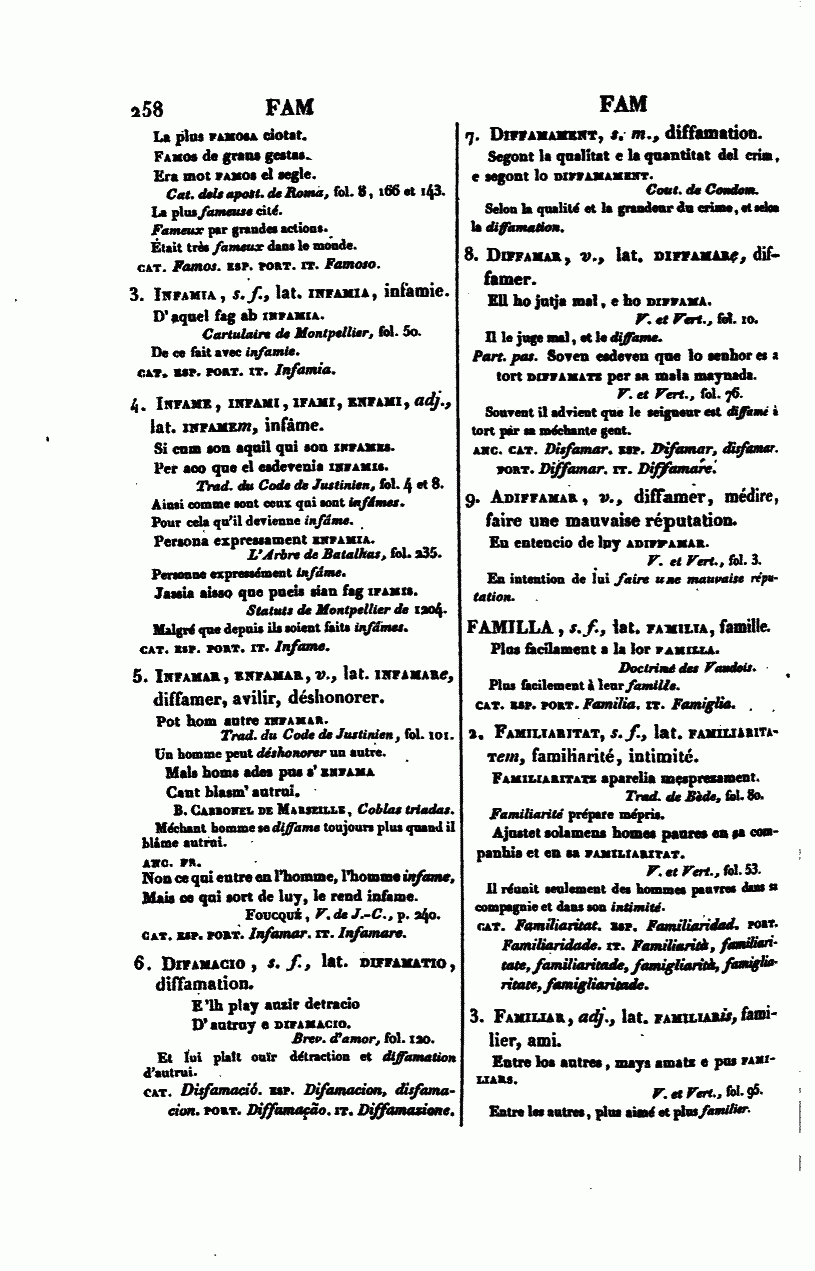 258 FAM
La plus FAMOSA ciotat.
FAMOS de grans gestas.
Era mot FAMOS el segle.
Cat. dels apost. de Roma, fol. 8, 166 et 143.
La plus fameuse cité.
Fameux par grandes actions.
Était très fameux dans le monde.
CAT. Famos. ESP. PORT. IT. Famoso.
3. INFAMIA, s. f., lat. INFAMIA, infamie.
D'aquel fag ab INFAMIA.
Cartulaire de Montpellier, fol. 50.
De ce fait avec infamie.
CAT. ESP. PORT. IT. Infamia.
4. INFAME, INFAMI, IFAMI, ENFAMI, adj.,
lat. INFAMEm, infâme.
Si cum son aquil qui son INFAMES.
Per aco que el esdevenia INFAMIS.
Trad. du Code de Justinien, fol. 4 et 8.
Ainsi comme sont ceux qui sont infâmes.
Pour cela qu'il devienne infâme.
Persona expressament ENFAMIA.
L'Arbre de Batalhas, fol. 235.
Personne expressément infâme.
Jassia aisso que pueis sian fag IFAMIS.
Statuts de Montpellier de 1204.
Malgré que depuis ils soient faits infâmes.
CAT. ESP. PORT. IT. Infame.
5. INFAMAR, ENFAMAR, v., lat. INFAMARe,
diffamer, avilir, déshonorer.
Pot hom autre INFAMAR.
Trad. du Code de Justinien, fol. 101.
Un homme peut déshonorer un autre.
Mals homs ades pus s'ENFAMA
Cant blasm' autrui.
B. CARBONEL DE MARSEILLE, Coblas triadas.
Méchant homme se diffame toujours plus quand il
blâme autrui.
ANC. FR.
Non ce qui entre en l'homme, l'homme infame,
Mais ce qui sort de luy, le rend infame.
FOUCQUÉ, V. de J.-C., p. 240.
CAT. ESP. PORT. Infamar. IT. Infamare.
6. DIFAMACIO, s. f., lat. DIFFAMATIO,
diffamation.
E'lh play auzir detracio
D'autruy e DIFAMACIO.
Brev. d'amor, fol. 120.
Et lui plaît ouïr détraction et diffamation
d'autrui.
CAT. Disfamació. ESP. Difamacion, disfama-
cion. PORT. Diffamação. IT. Diffamazione.
FAM
7. DIFFAMAMENT, s. m., diffamation.
Segont la qualitat e la quantitat del crim,
e segont lo DIFFAMAMENT.
Cout. de Condom.
Selon la qualité et la grandeur du crime, et selon
la diffamation.
8. DIFFAMAR, v., lat. DIFFAMARe, dif-
famer.
Ell ho jutja mal, e ho DIFFAMA.
V. et Vert., fol. 10.
Il le juge mal, et le diffame.
Part. pas. Soven esdeven que lo senhor es a
tort DIFFAMATZ per sa mala maynada.
V. et Vert., fol. 76.
Souvent il advient que le seigneur est diffamé à
tort par sa méchante gent.
ANC. CAT. Disfamar. ESP. Difamar, disfamar.
PORT. Diffamar. IT. Diffamare.
9. ADIFFAMAR, v., diffamer, médire,
faire une mauvaise réputation.
En entencio de luy ADIFFAMAR.
V. et Vert., fol. 3.
En intention de lui faire une mauvaise répu-
tation.
FAMILLA, s. f., lat. FAMILIA, famille.
Plus facilament a la lor FAMILLA.
Doctrine des Vaudois.
Plus facilement à leur famille.
CAT. ESP. PORT. Familia. IT. Famiglia.
2. FAMILIARITAT, s. f., lat. FAMILIARITA-
Tem, familiarité, intimité.
FAMILIARITATZ aparelia mespresament.
Trad. de Bède, fol. 80.
Familiarité prépare mépris.
Ajustet solamens homes paures en sa com-
panhia et en sa FAMILIARITAT.
V. et Vert., fol. 53.
Il réunit seulement des hommes pauvres dans sa
compagnie et dans son intimité.
CAT. Familiaritat. ESP. Familiaridad. PORT.
Familiaridade. IT. Familiarità, familiari-
tate, familiaritade, famigliarità, famiglia-
ritate, famigliaritade.
3. FAMILIAR, adj., lat. FAMILIARis, fami-
lier, ami.
Entre los autres, mays amatz e pus FAMI-
LIARS.
V. et Vert., fol. 95.
Entre les autres, plus aimé et plus familier.